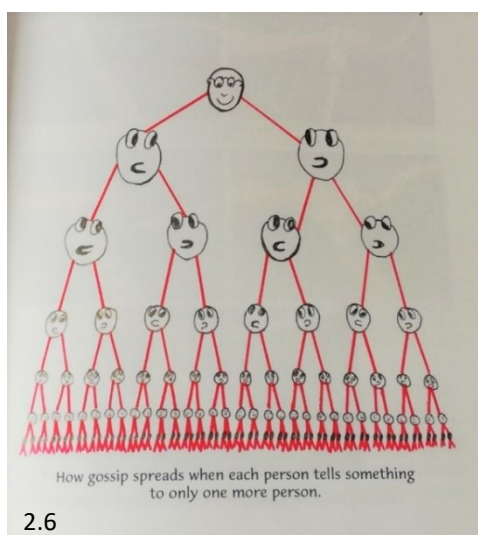 How gossip spreads when each person tells something
to only one more person.
2.6